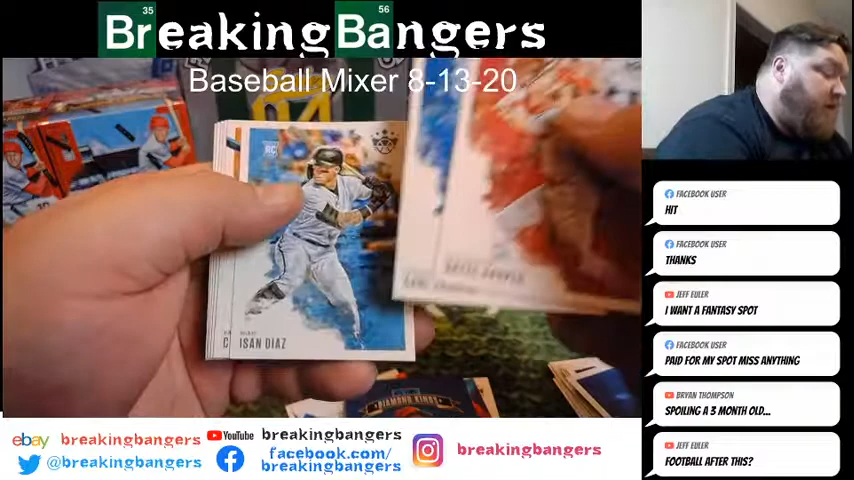 35
56
BreakingBangers
Baseball Mixer 8-13-20
RC
ISAN DIAZ
DIAMOND KINGS
FACEBOOK USER
HIT
FACEBOOK USER
THANKS
JEFF EULER
I WANT A FANTASY SPOT
FACEBOOK USER
PAID FOR MY SPOT MISS ANYTHING
BRYAN THOMPSON
SPOILING A 3 MONTH OLD...
JEFF EULER
FOOTBALL AFTER THIS?
ebay breakingbangers
YouTube breakingbangers
@breakingbangers
facebook.com/
breakingbangers
breakingbangers